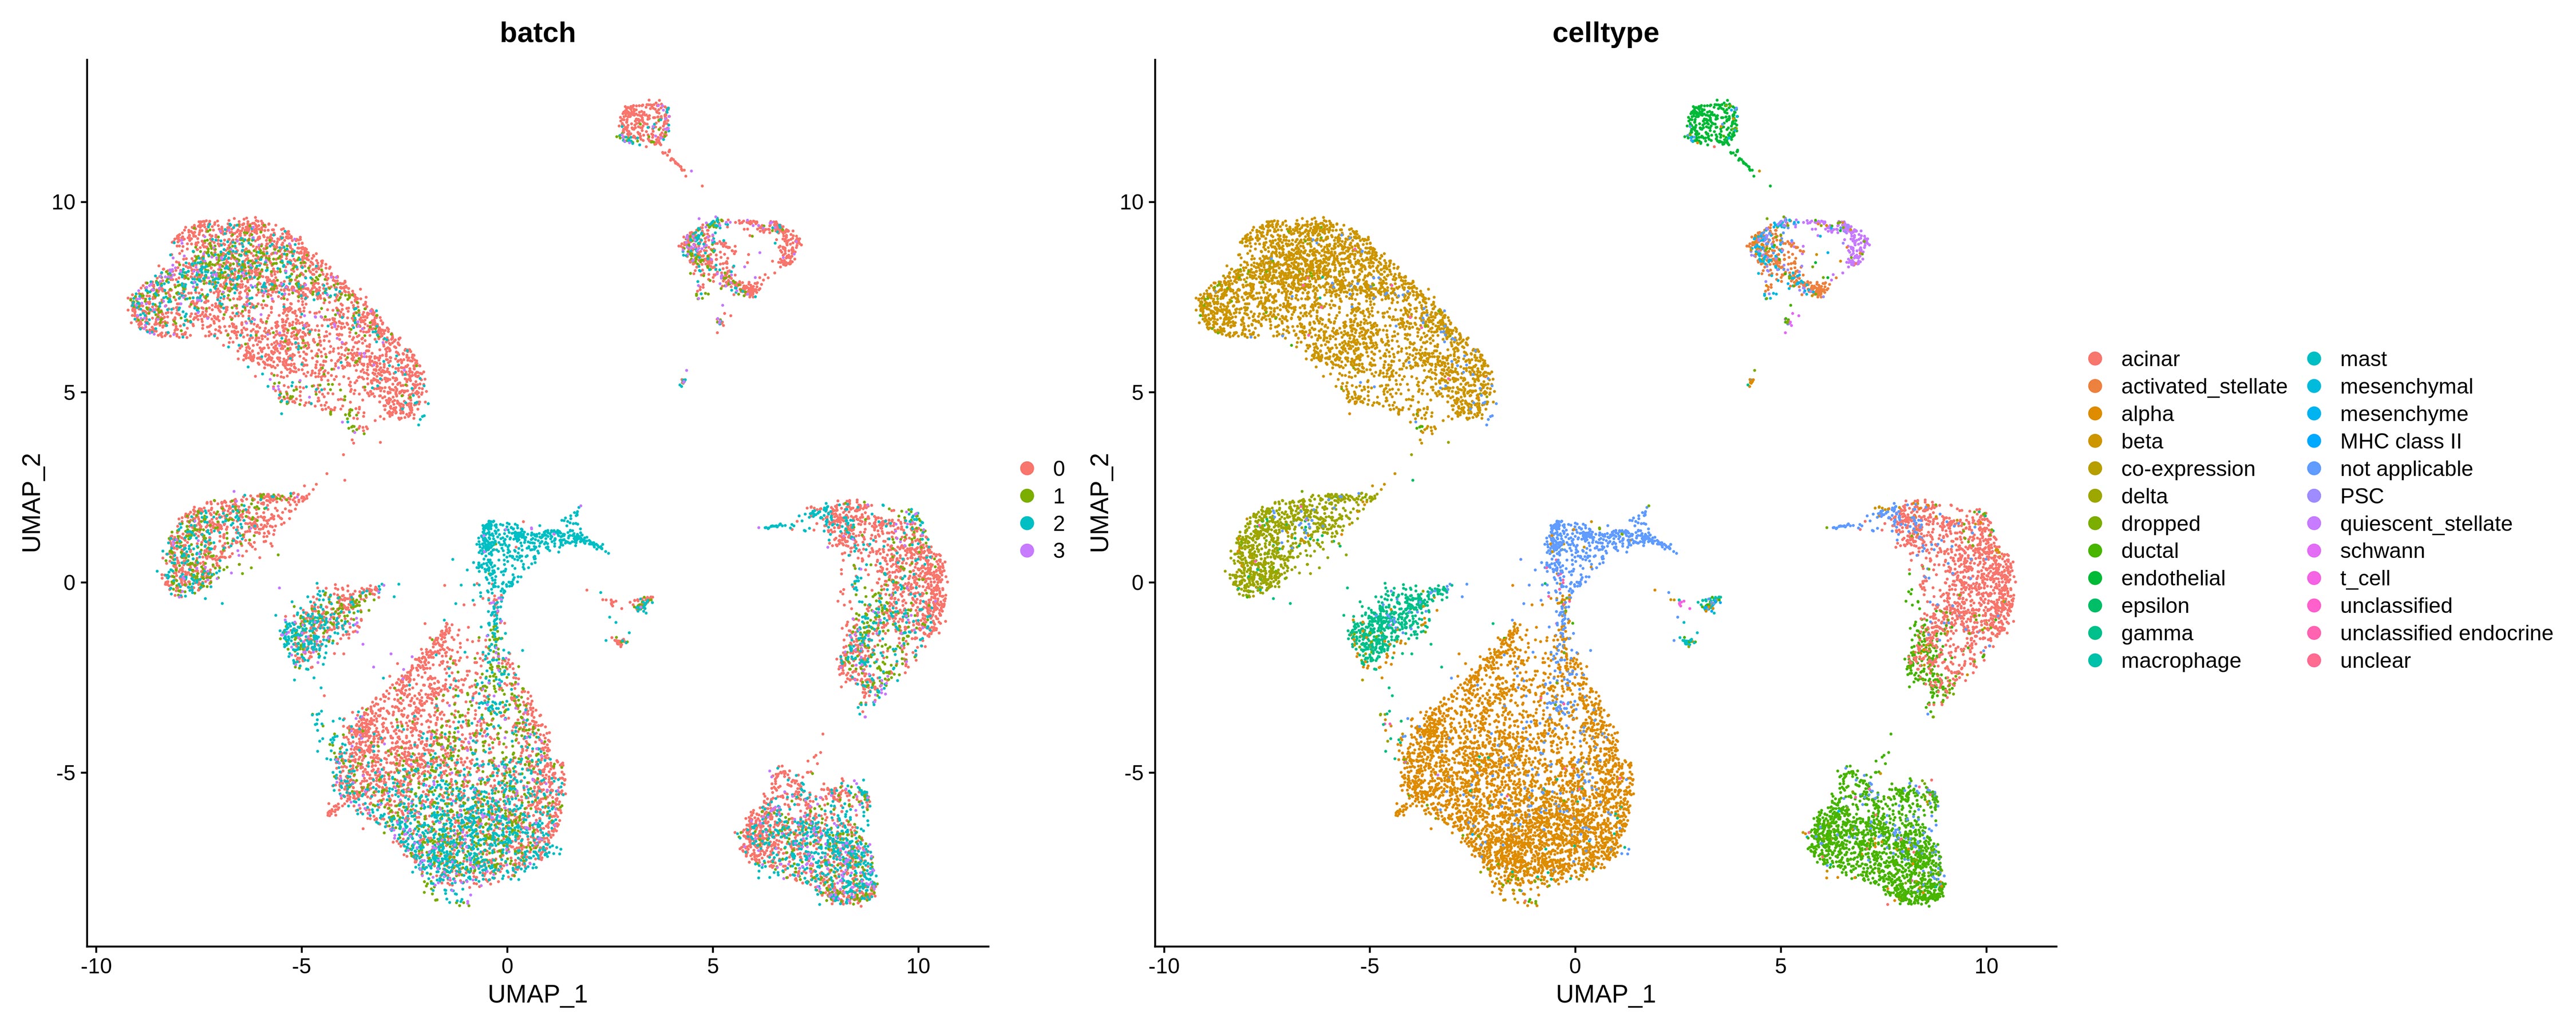 batch
UMAP_2
10
5
0
-5
-10
-5
0
5
10
UMAP_1
0
1
2
3
celltype
UMAP_2
10
5
0
-5
-10
-5
0
5
10
UMAP_1
acinar
activated_stellate
alpha
beta
co-expression
delta
dropped
ductal
endothelial
epsilon
gamma
macrophage
mast
mesenchymal
mesenchyme
MHC class II
not applicable
PSC
quiescent_stellate
schwann
t_cell
unclassified
unclassified endocrine
unclear